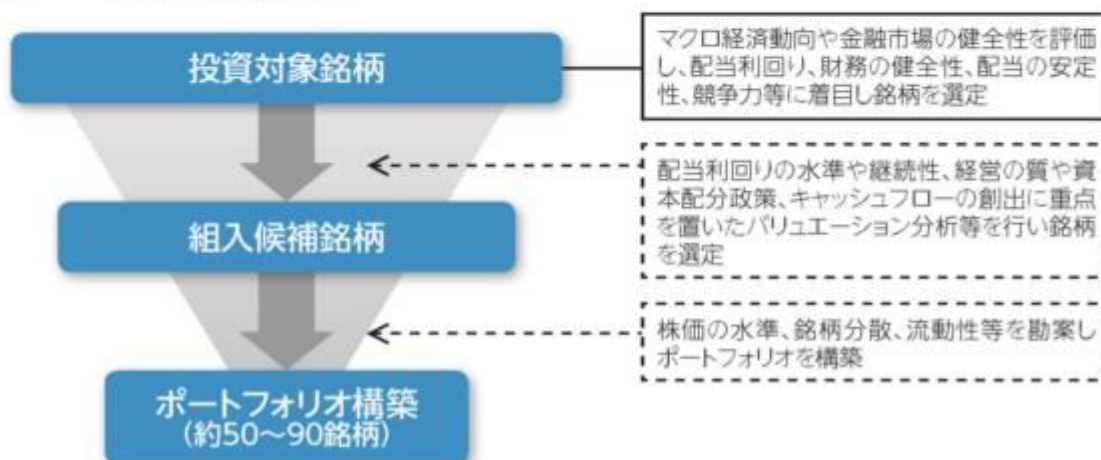 投資対象銘柄
マクロ経済動向や金融市場の健全性を評価
し、配当利回り、財務の健全性、配当の安定
性、競争力等に着目し銘柄を選定
配当利回りの水準や継続性、経営の質や資
本配分政策、キャッシュフローの創出に重点
を置いたバリュエーション分析等を行い銘柄
を選定
組入候補銘柄
株価の水準、銘柄分散、流動性等を勘案し
ポートフォリオを構築
ポートフォリオ構築
(約50～90銘柄)